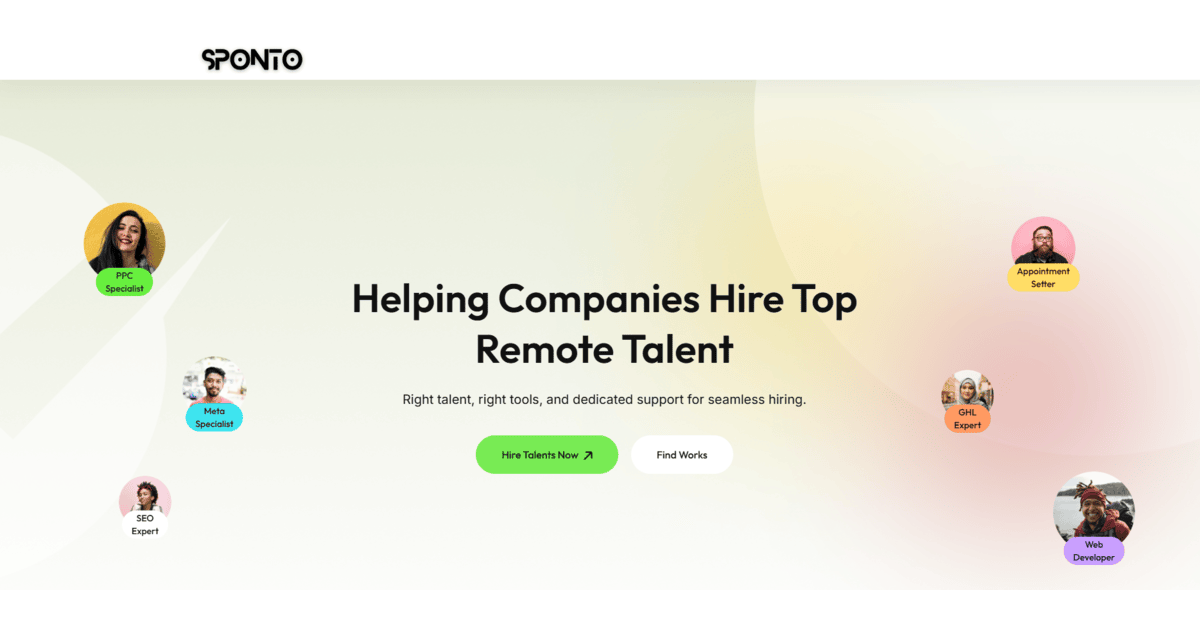 SPONTO
PPC
Specialist
Appointment
Setter
Helping Companies Hire Top
Remote Talent
Meta
Specialist
Right talent, right tools, and dedicated support for seamless hiring.
GHL
Expert
Hire Talents Now
Find Works
SEO
Expert
Web
Developer